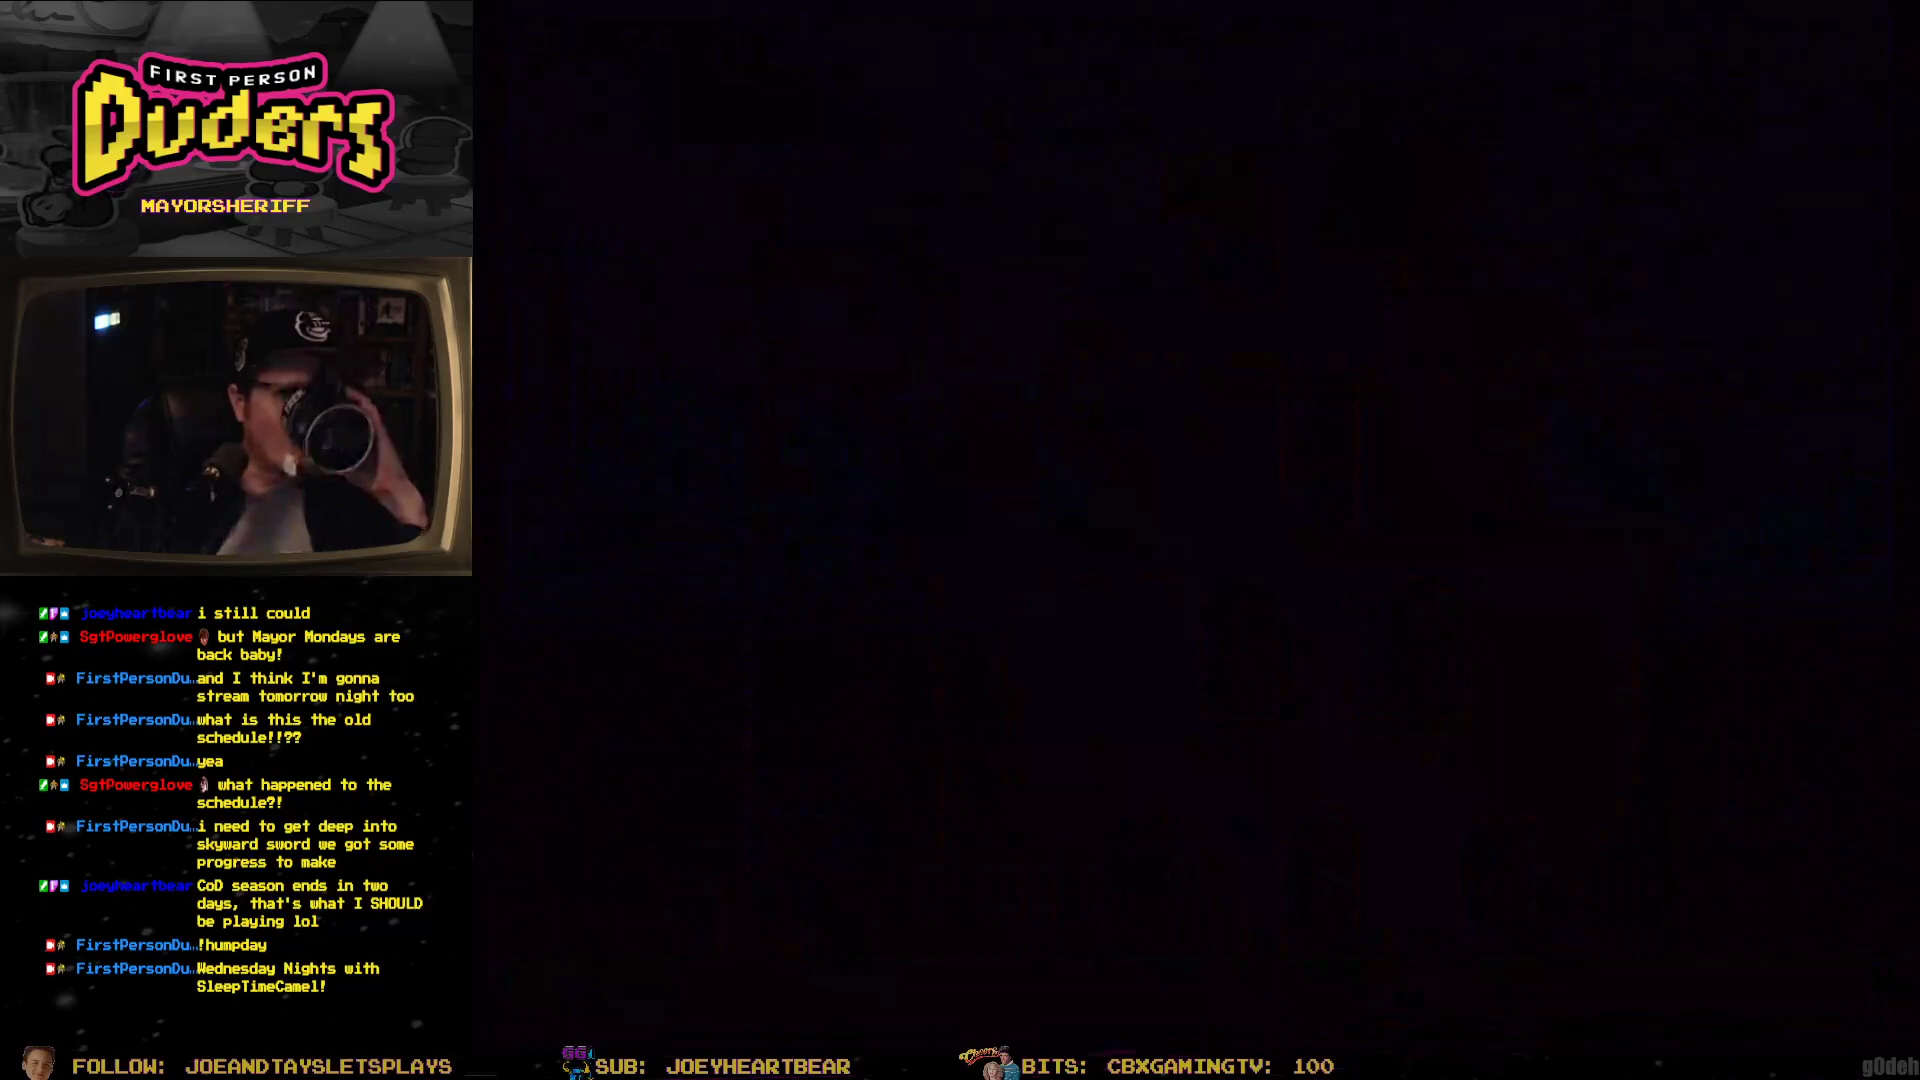 FIRST PERSON
Duders
MAYORSHERIFF
joeyheartbear i still could
SgtPowerglove but Mayor Mondays are
back baby!
FirstPersonDu... and I think I'm gonna
stream tomorrow night too
FirstPersonDu... what is this the old
schedule!!??
FirstPersonDu... yea
SgtPowerglove what happened to the
schedule?!
FirstPersonDu... i need to get deep into
skyward sword we got some
progress to make
joeyheartbear CoD season ends in two
days, that's what I SHOULD
be playing lol
FirstPersonDu... !humpday
FirstPersonDu... Wednesday Nights with
SleepTimeCamel!
FOLLOW: JOEANDTAYSLETSPLAYS
GG!
SUB: JOEYHEARTBEAR
Cheers
BITS: CBXGAMINGTV: 100
g0deh